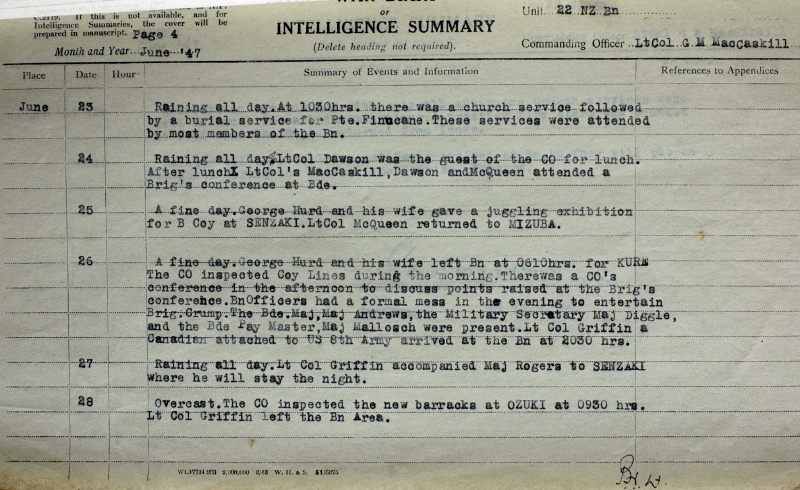 WAR DIARY
or
INTELLIGENCE SUMMARY
(Delete heading not required).
C.2119. If this is not available, and for
Intelligence Summaries, the cover will be
prepared in manuscript. Page 4
Month and Year June '47
Unit 22 NZ Bn
Commanding Officer LtCol G M MacCaskill
Place Date Hour Summary of Events and Information References to Appendices
June 23 Raining all day.At 1030hrs. there was a church service followed
by a burial service for Pte.Finucane.These services were attended
by most members of the Bn.
24 Raining all day.LtCol Dawson was the guest of the CO for lunch.
After lunchX LtCol's MacCaskill,Dawson andMcQueen attended a
Brig's conference at Bde.
25 A fine day.George Hurd and his wife gave a juggling exhibition
for B Coy at SENZAKI.LtCol McQueen returned to MIZUBA.
26 A fine day.George Hurd and his wife left Bn at 0610hrs. for KURE
The CO inspected Coy Lines during the morning.Therewas a CO's
conference in the afternoon to discuss points raised at the Brig's
conference.BnOfficers had a formal mess in the evening to entertain
Brig.Crump.The Bde.Maj,Maj Andrews,the Military Secretary Maj Diggle,
and the Bde Pay Master,Maj Mallosch were present.Lt Col Griffin a
Canadian attached to US 8th Army arrived at the Bn at 2030 hrs.
27 Raining all day.Lt Col Griffin accompanied Maj Rogers to SENZAKI
where he will stay the night.
28 Overcast.The CO inspected the new barracks at OZUKI at 0930 hrs.
Lt Col Griffin left the Bn Area.
W. H. & S.